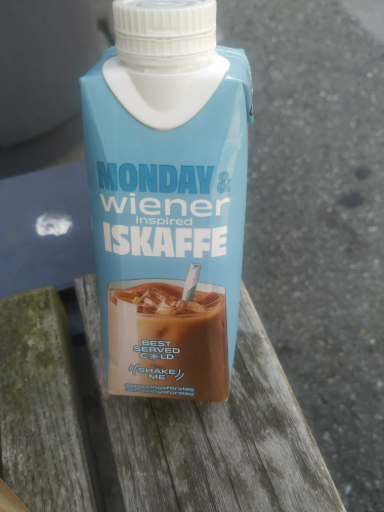 MONDAY &
wiener
inspired
ISKAFFE
BEST
SERVED
COLD
SHAKE
ME